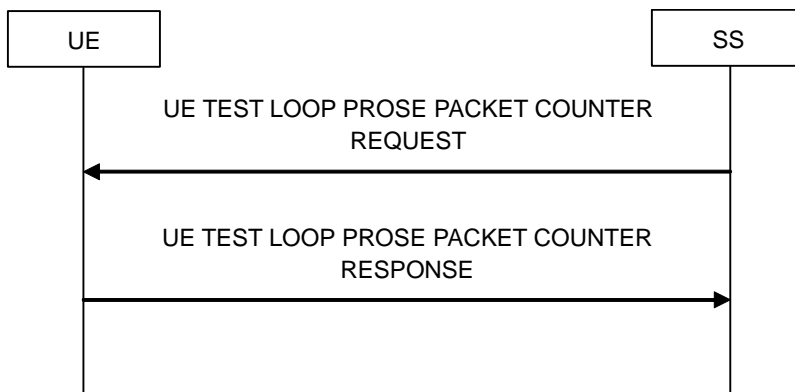 UE
SS
UE TEST LOOP PROSE PACKET COUNTER
REQUEST
UE TEST LOOP PROSE PACKET COUNTER
RESPONSE